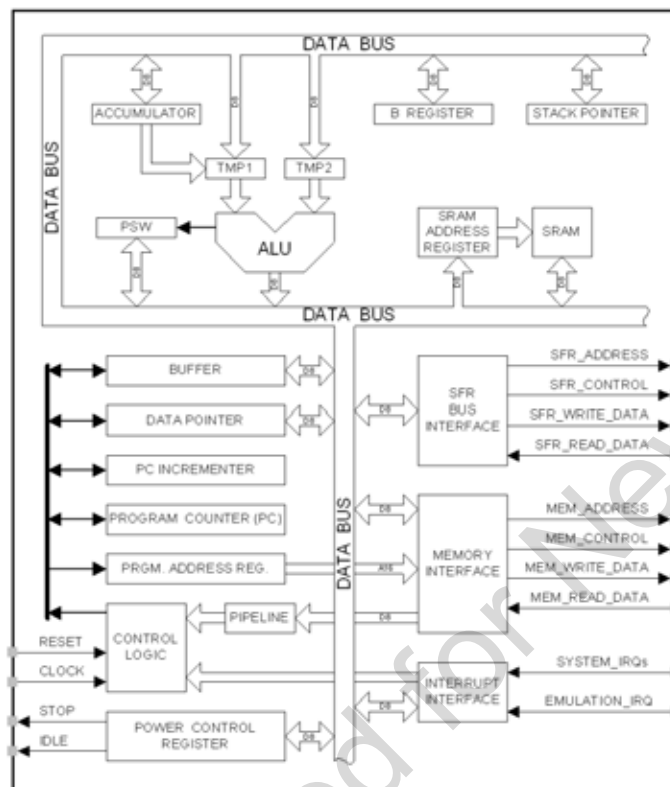 DATA BUS
D8
D8
D8
D8
D8
ACCUMULATOR
B REGISTER
STACK POINTER
DATA BUS
TMP1
TMP2
PSW
ALU
SRAM
ADDRESS
REGISTER
SRAM
D8
D8
D8
D8
DATA BUS
BUFFER
D8
DATA POINTER
D8
PC INCREMENTER
PROGRAM COUNTER (PC)
PRGM. ADDRESS REG.
A16
DATA BUS
D8
SFR
BUS
INTERFACE
SFR_ADDRESS
SFR_CONTROL
SFR_WRITE_DATA
SFR_READ_DATA
D8
MEMORY
INTERFACE
MEM_ADDRESS
MEM_CONTROL
MEM_WRITE_DATA
MEM_READ_DATA
PIPELINE
D8
RESET
CLOCK
CONTROL
LOGIC
INTERRUPT
INTERFACE
D8
SYSTEM_IRQs
EMULATION_IRQ
STOP
IDLE
POWER CONTROL
REGISTER
D8
for Ne